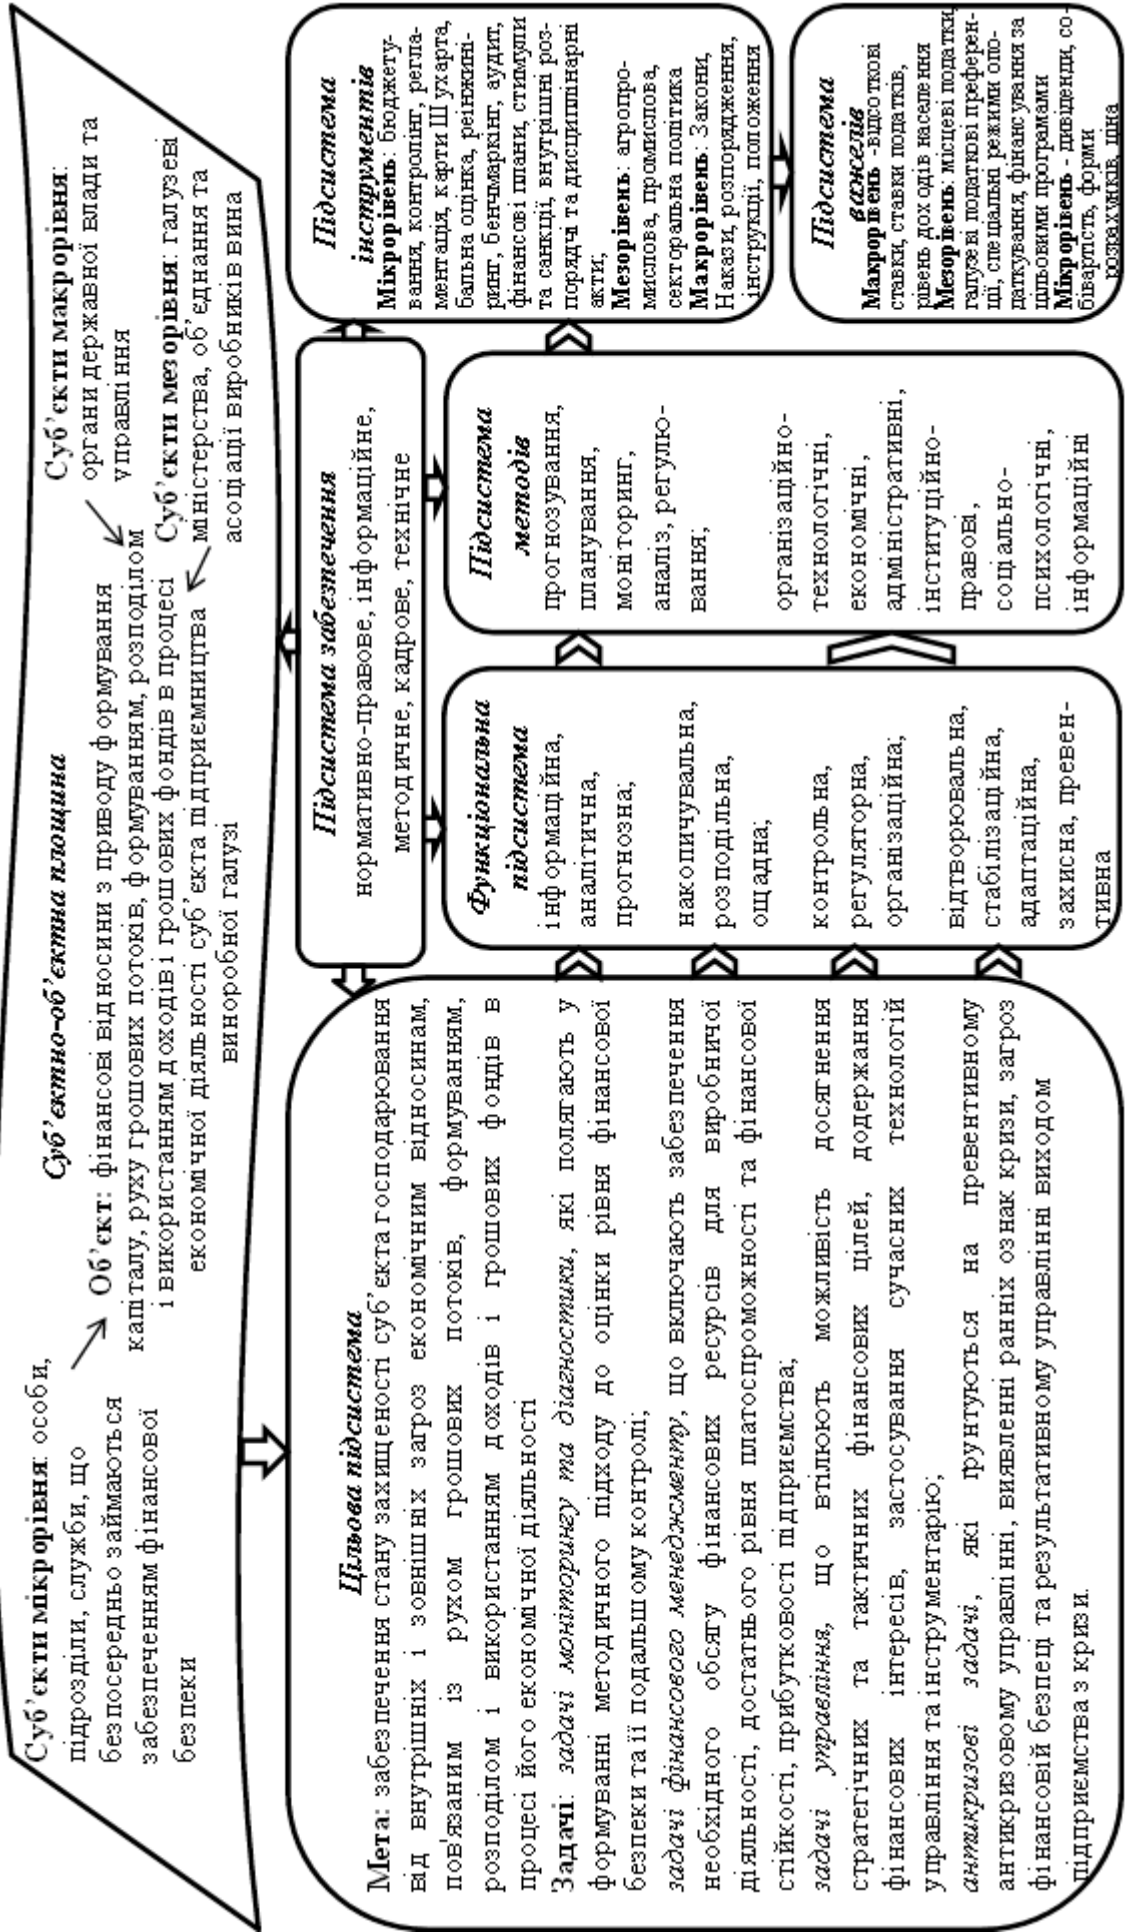 Суб'єктно-об'єктна площина
Суб'єкти мікрорівня: особи,
підрозділи, служби, що
безпосередньо займаються
забезпеченням фінансової
безпеки
Об'єкт: фінансові відносини з приводу формування
капіталу, руху грошових потоків, формуванням, розподілом
і використанням доходів і грошових фондів в процесі
економічної діяльності суб'єкта підприємництва
виноробної галузі
Суб'єкти макрорівня:
органи державної влади та
управління
Суб'єкти мезорівня: галузеві
міністерства, об'єднання та
асоціації виробників вина
Цільова підсистема
Мета: забезпечення стану захищеності суб'єкта господарювання
від внутрішніх і зовнішніх загроз економічним відносинам,
пов'язаним із рухом грошових потоків, формуванням,
розподілом і використанням доходів і грошових фондів в
процесі його економічної діяльності
Задачі: задачі моніторингу та діагностики, які полягають у
формуванні методичного підходу до оцінки рівня фінансової
безпеки та її подальшому контролі;
задачі фінансового менеджменту, що включають забезпечення
необхідного обсягу фінансових ресурсів для виробничої
діяльності, достатнього рівня платоспроможності та фінансової
стійкості, прибутковості підприємства;
задачі управління, що втілюють можливість досягнення
стратегічних та тактичних фінансових цілей, додержання
фінансових інтересів, застосування сучасних технологій
управління та інструментарію;
антикризові задачі, які ґрунтуються на превентивному
антикризовому управлінні, виявленні ранніх ознак кризи, загроз
фінансовій безпеці та результативному управлінні виходом
підприємства з кризи.
Підсистема забезпечення
нормативно-правове, інформаційне,
методичне, кадрове, технічне
Функціональна
підсистема
інформаційна,
аналітична,
прогнозна;
накопичувальна,
розподільна,
ощадна;
контрольна,
регуляторна,
організаційна;
відтворювальна,
стабілізаційна,
адаптаційна,
захисна, превен-
тивна
Підсистема
методів
прогнозування,
планування,
моніторинг,
аналіз, регулю-
вання;
організаційно-
технологічні,
економічні,
адміністративні,
інституційно-
правові,
соціально-
психологічні,
інформаційні
Підсистема
інструментів
Мікрорівень: бюджету-
вання, контролінг, регла-
ментація, карти Шухарта,
бальна оцінка, реінжині-
ринг, бенчмаркінг, аудит,
фінансові плани, стимули
та санкції, внутрішні роз-
порядчі та дисциплінарні
акти;
Мезорівень: агропро-
мислова, промислова,
секторальна політика
Макрорівень: Закони,
Накази, розпорядження,
інструкції, положення
Підсистема
важелів
Макрорівень -відсоткові
ставки, ставки податків,
рівень доходів населення
Мезорівень: місцеві податки,
галузеві податкові преферен-
ції, спеціальні режими опо-
даткування, фінансування за
цільовими програмами
Мікрорівень - дивіденди, со-
бівартість, форми
розрахунків, ціна